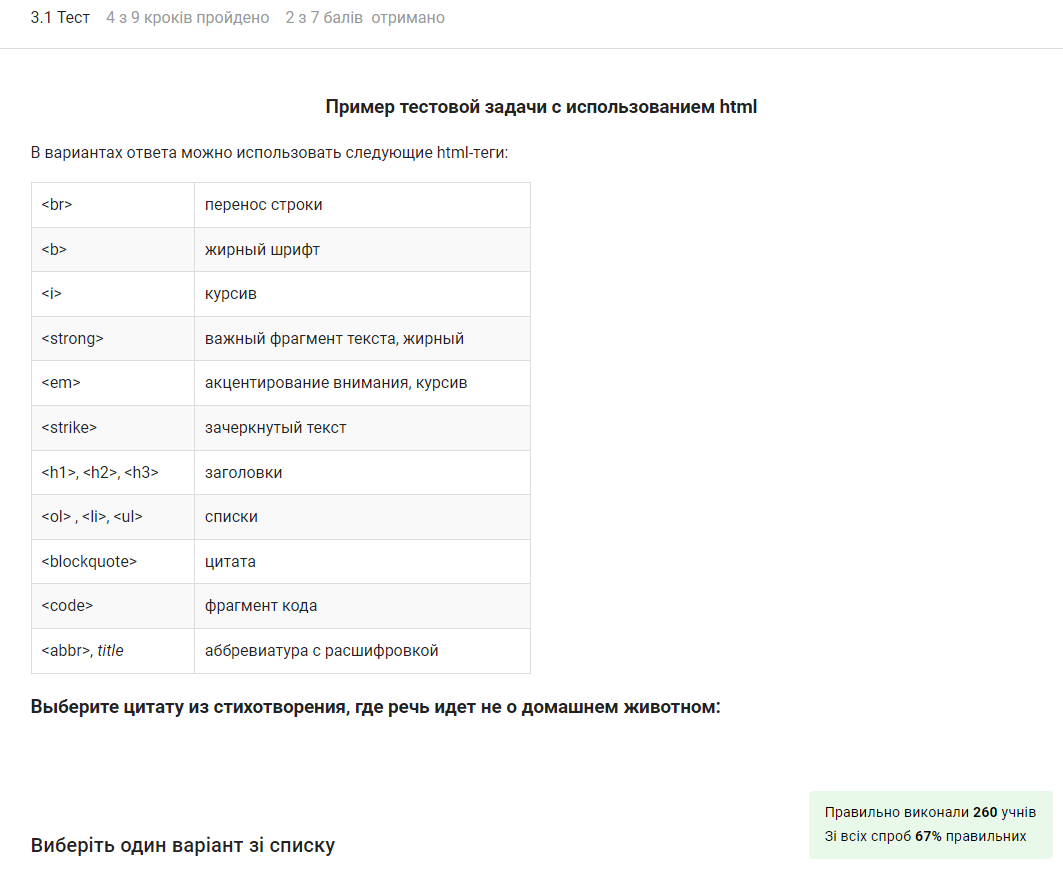 3.1 Тест 4 з 9 кроків пройдено 2 з 7 балів отримано
Пример тестовой задачи с использованием html
В вариантах ответа можно использовать следующие html-теги:
<br> перенос строки
<b> жирный шрифт
<i> курсив
<strong> важный фрагмент текста, жирный
<em> акцентирование внимания, курсив
<strike> зачеркнутый текст
<h1>, <h2>, <h3> заголовки
<ol> , <li>, <ul> списки
<blockquote> цитата
<code> фрагмент кода
<abbr>, title аббревиатура с расшифровкой
Выберите цитату из стихотворения, где речь идет не о домашнем животном:
Правильно виконали 260 учнів
Зі всіх спроб 67% правильних
Виберіть один варіант зі списку